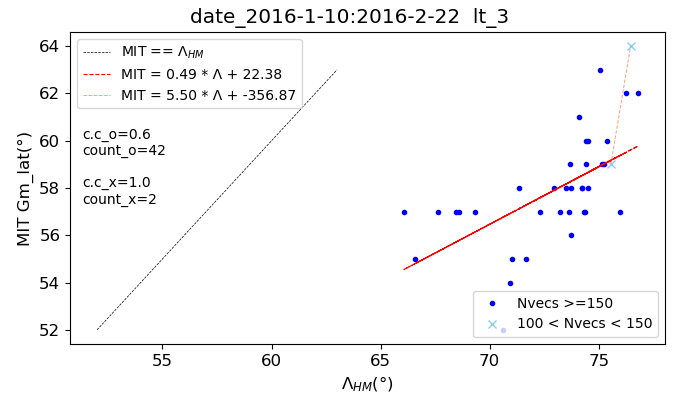 date_2016-1-10:2016-2-22 lt_3
MIT == Λ_HM
MIT = 0.49 * Λ + 22.38
MIT = 5.50 * Λ + -356.87
c.c_o=0.6
count_o=42
c.c_x=1.0
count_x=2
MIT Gm_lat(°)
64
62
60
58
56
54
52
Nvecs >=150
100 < Nvecs < 150
55 60 65 70 75
Λ_HM(°)